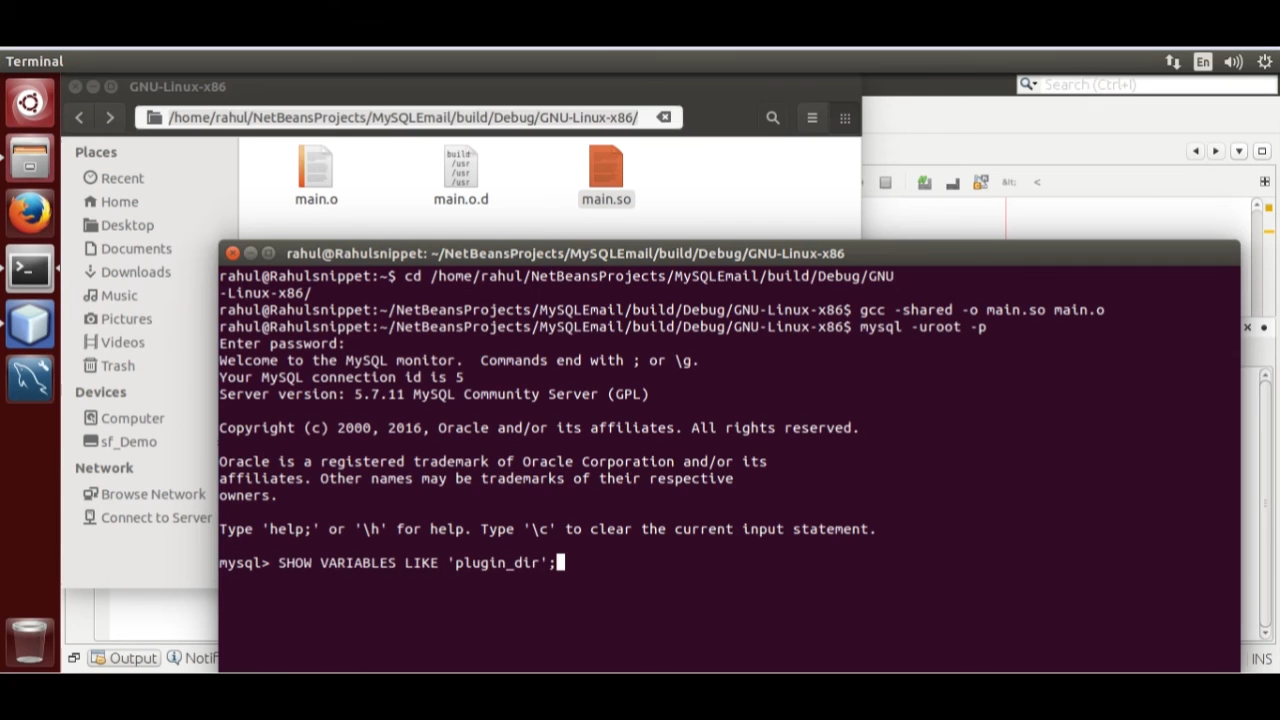 Terminal
En
GNU-Linux-x86
Search (Ctrl+I)
/home/rahul/NetBeansProjects/MySQLEmail/build/Debug/GNU-Linux-x86/
Places
Recent
Home
Desktop
Documents
Downloads
Music
Pictures
Videos
Trash
Devices
Computer
sf_Demo
Network
Browse Network
Connect to Server
build
/usr
/usr
/usr
main.o
main.o.d
main.so
rahul@Rahulsnippet: ~/NetBeansProjects/MySQLEmail/build/Debug/GNU-Linux-x86
rahul@Rahulsnippet:~$ cd /home/rahul/NetBeansProjects/MySQLEmail/build/Debug/GNU
-Linux-x86/
rahul@Rahulsnippet:~/NetBeansProjects/MySQLEmail/build/Debug/GNU-Linux-x86$ gcc -shared -o main.so main.o
rahul@Rahulsnippet:~/NetBeansProjects/MySQLEmail/build/Debug/GNU-Linux-x86$ mysql -uroot -p
Enter password:
Welcome to the MySQL monitor.  Commands end with ; or \g.
Your MySQL connection id is 5
Server version: 5.7.11 MySQL Community Server (GPL)
Copyright (c) 2000, 2016, Oracle and/or its affiliates. All rights reserved.
Oracle is a registered trademark of Oracle Corporation and/or its
affiliates. Other names may be trademarks of their respective
owners.
Type 'help;' or '\h' for help. Type '\c' to clear the current input statement.
mysql> SHOW VARIABLES LIKE 'plugin_dir';
Output
Notif
INS